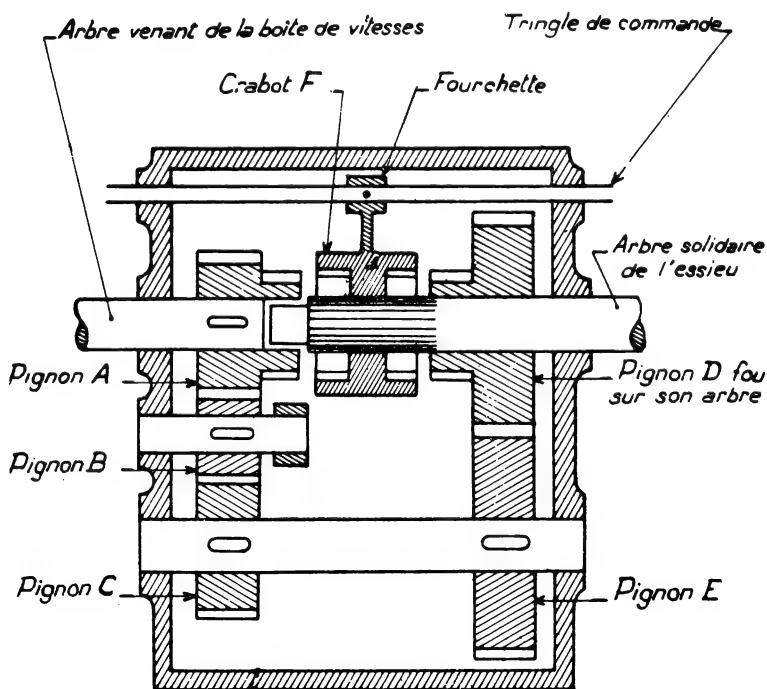 Arbre venant de la boite de vitesses
Tringle de commande
Crabot F
Fourchette
Arbre solidaire
de l'essieu
Pignon A
Pignon D fou
sur son arbre
Pignon B
Pignon C
Pignon E